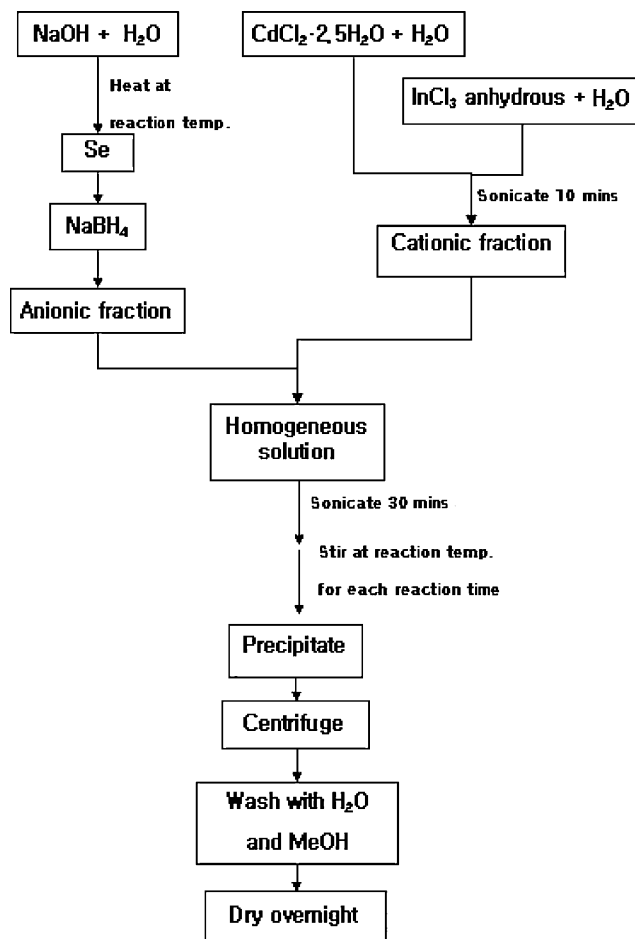 NaOH + H₂O
CdCl₂·2.5H₂O + H₂O
Heat at
reaction temp.
InCl₃ anhydrous + H₂O
Se
Sonicate 10 mins
NaBH₄
Cationic fraction
Anionic fraction
Homogeneous
solution
Sonicate 30 mins
Stir at reaction temp.
for each reaction time
Precipitate
Centrifuge
Wash with H₂O
and MeOH
Dry overnight